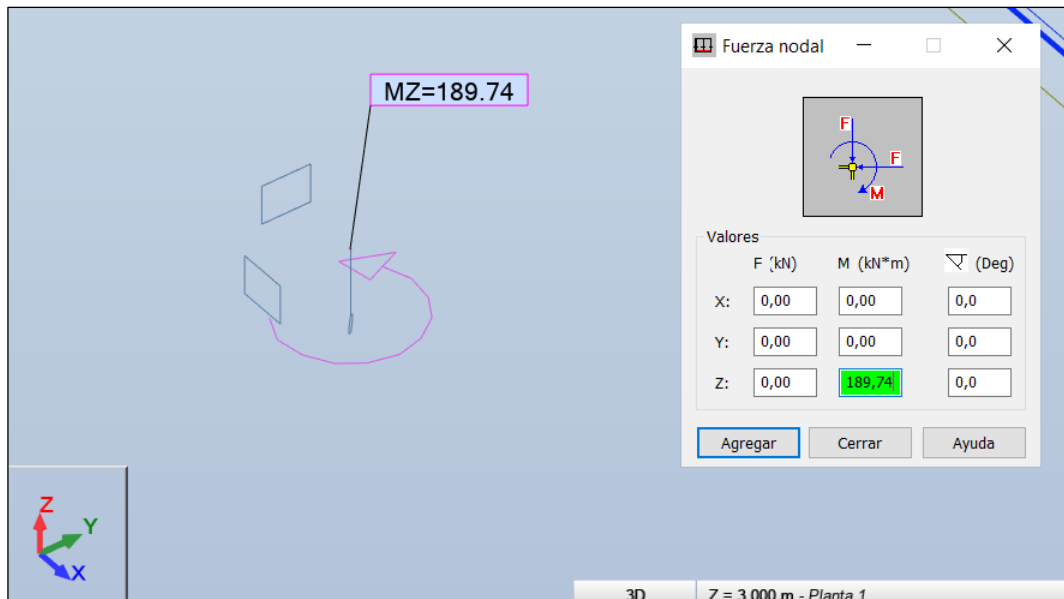 Fuerza nodal
MZ=189.74
F
F
M
Valores
F (kN) M (kN*m) (Deg)
X: 0,00 0,00 0,0
Y: 0,00 0,00 0,0
Z: 0,00 189,74 0,0
Agregar Cerrar Ayuda
Z
Y
X
3D Z = 3,000 m - Planta 1